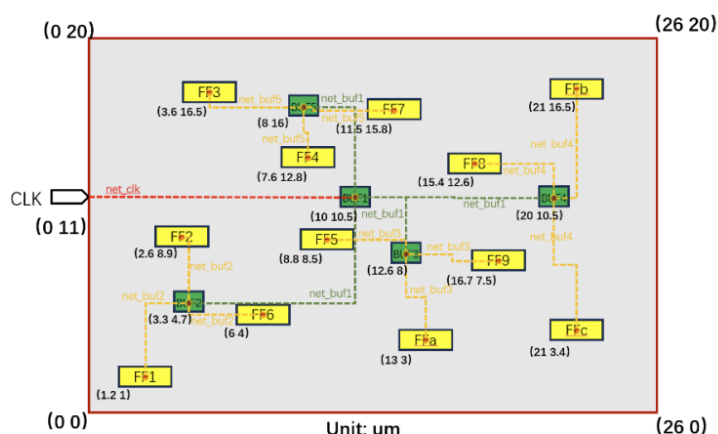 (0 20)
(26 20)
FF3
net_buf5
net_buf1
FFb
(3.6 16.5)
(8 16)
net_buf5
FF7
(11.5 15.8)
(21 16.5)
net_buf5
net_buf4
FF4
(7.6 12.8)
FF8
net_buf4
(15.4 12.6)
CLK
net_clk
BUF1
net_buf1
(10 10.5)
(20 10.5)
(0 11)
FF2
(2.6 8.9)
net_buf1
FF5
net_buf3
net_buf4
(8.8 8.5)
net_buf3
FF9
(12.6 8)
(16.7 7.5)
net_buf2
net_buf2
net_buf1
net_buf3
(3.3 4.7)
net_buf2
FF6
(6 4)
FFa
(13 3)
FFc
(21 3.4)
FF1
(1.2 1)
(0 0)
Unit: um
(26 0)